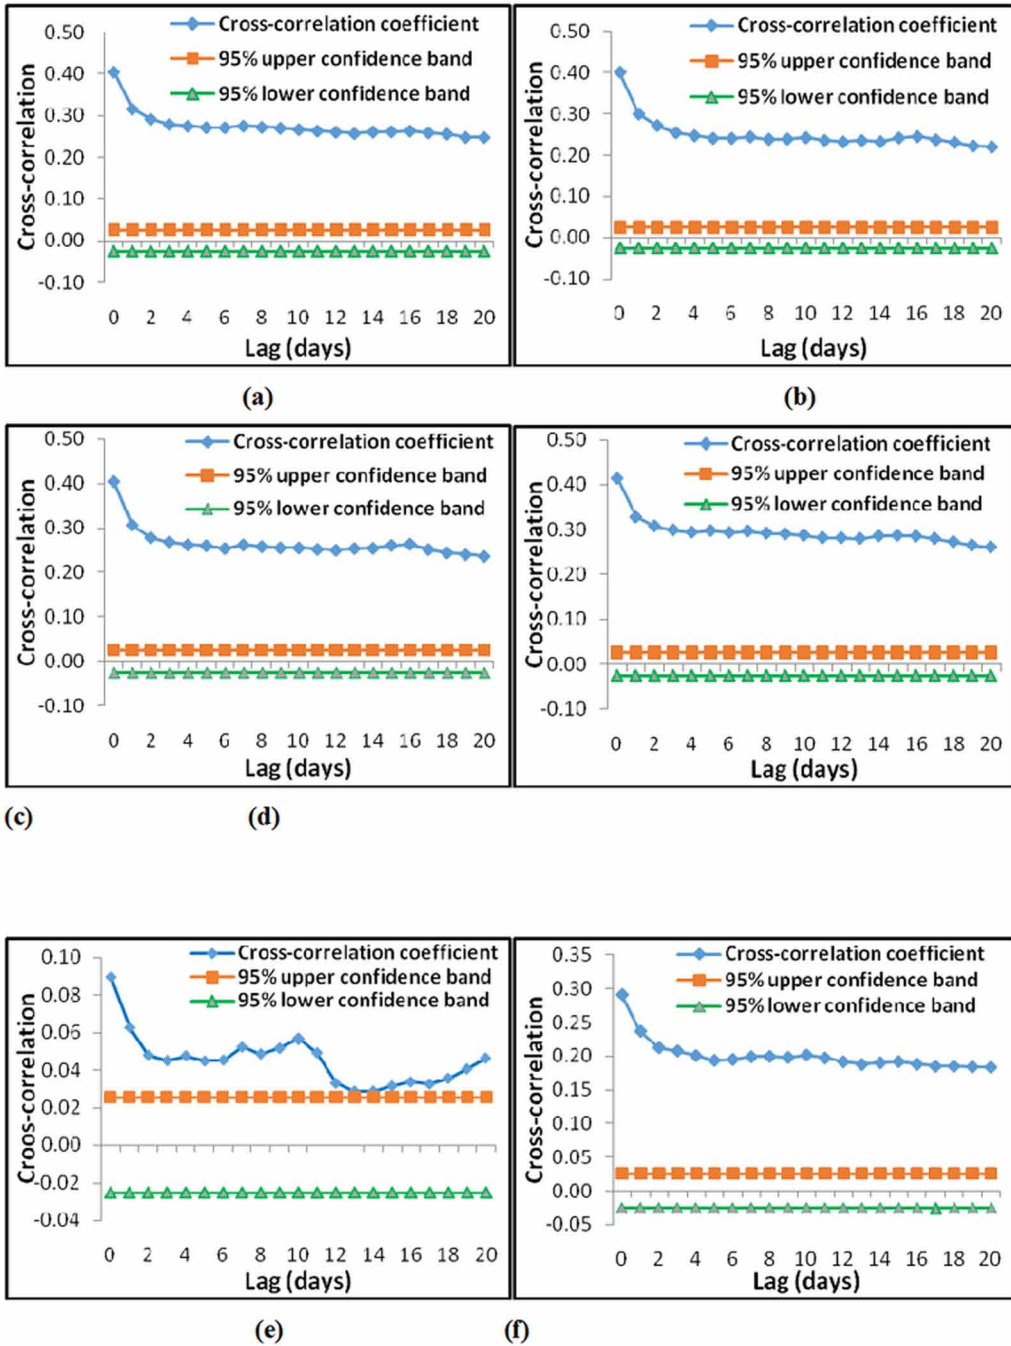 Cross-correlation coefficient
95% upper confidence band
95% lower confidence band
Cross-correlation
0.50
0.40
0.30
0.20
0.10
0.00
-0.10
0 2 4 6 8 10 12 14 16 18 20
Lag (days)
(a)
Cross-correlation coefficient
95% upper confidence band
95% lower confidence band
Cross-correlation
0.50
0.40
0.30
0.20
0.10
0.00
-0.10
0 2 4 6 8 10 12 14 16 18 20
Lag (days)
(b)
Cross-correlation coefficient
95% upper confidence band
95% lower confidence band
Cross-correlation
0.50
0.40
0.30
0.20
0.10
0.00
-0.10
0 2 4 6 8 10 12 14 16 18 20
Lag (days)
Cross-correlation coefficient
95% upper confidence band
95% lower confidence band
Cross-correlation
0.50
0.40
0.30
0.20
0.10
0.00
-0.10
0 2 4 6 8 10 12 14 16 18 20
Lag (days)
(c) (d)
Cross-correlation coefficient
95% upper confidence band
95% lower confidence band
Croos-correlation
0.10
0.08
0.06
0.04
0.02
0.00
-0.02
-0.04
0 2 4 6 8 10 12 14 16 18 20
Lag (days)
Cross-correlation coefficient
95% upper confidence band
95% lower confidence band
Cross-correlation
0.35
0.30
0.25
0.20
0.15
0.10
0.05
0.00
-0.05
0 2 4 6 8 10 12 14 16 18 20
Lag (days)
(e) (f)